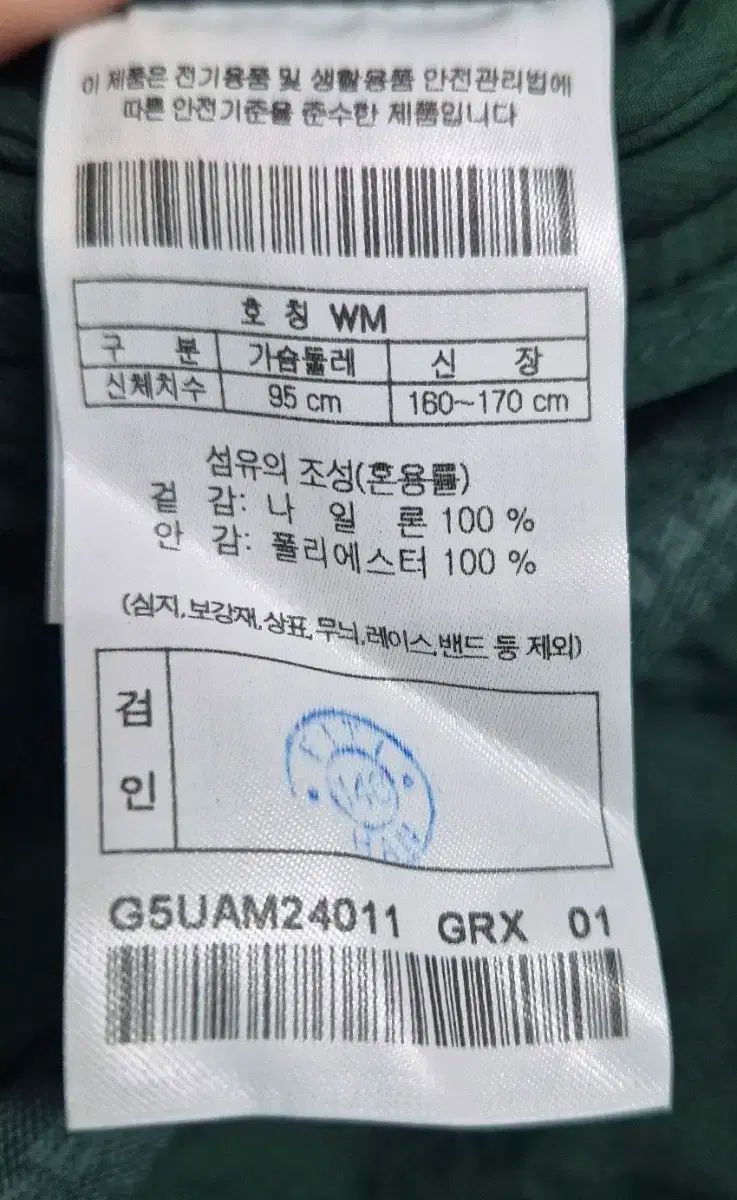 이 제품은 전기용품 및 생활용품 안전관리법에
따른 안전기준을 준수한 제품입니다
호 칭 WM
구 분 가슴둘레 신 장
신체치수 95 cm 160~170 cm
섬유의 조성(혼용률)
겉 감: 나 일 론 100 %
안 감: 폴리에스터 100 %
(심지,보강재,상표,무늬,레이스,밴드 등 제외)
검
인
G5UAM24011 GRX 01